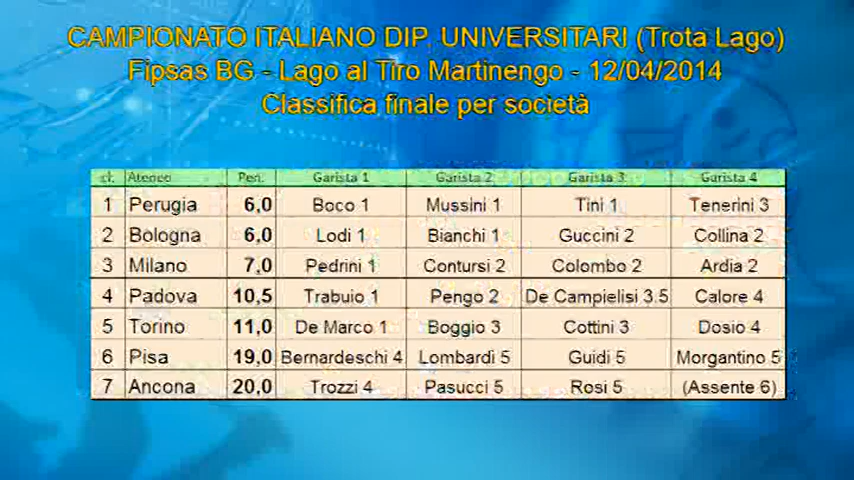 CAMPIONATO ITALIANO DIP. UNIVERSITARI (Trota Lago)
Fipsas BG - Lago al Tiro Martinengo - 12/04/2014
Classifica finale per società
cl. Ateneo Pen. Garista 1 Garista 2 Garista 3 Garista 4
1 Perugia 6,0 Boco 1 Mussini 1 Tini 1 Tenerini 3
2 Bologna 6,0 Lodi 1 Bianchi 1 Guccini 2 Collina 2
3 Milano 7,0 Pedrini 1 Contursi 2 Colombo 2 Ardia 2
4 Padova 10,5 Trabuio 1 Pengo 2 De Campielisi 3.5 Calore 4
5 Torino 11,0 De Marco 1 Boggio 3 Cottini 3 Dosio 4
6 Pisa 19,0 Bernardeschi 4 Lombardi 5 Guidi 5 Morgantino 5
7 Ancona 20,0 Trozzi 4 Pasucci 5 Rosi 5 (Assente 6)